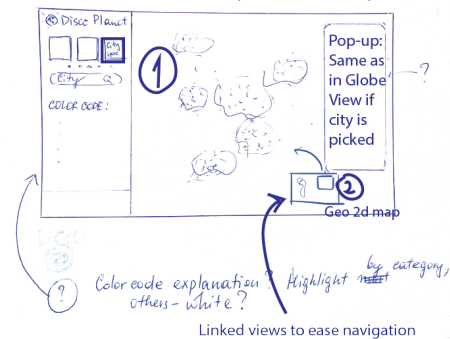 Disco Planet
City
space
City
COLOR CODE:
1
Pop-up:
Same as
in Globe
View if
city is
picked
?
2
Geo 2d map
?
Color code explanation? Highlight by category,
others - white?
Linked views to ease navigation